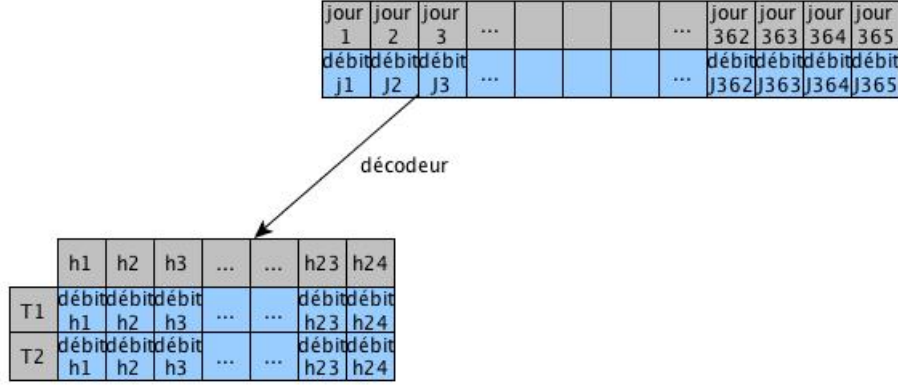 jour jour jour ... ... jour jour jour jour
1 2 3 362 363 364 365
débit débit débit ... ... débit débit débit débit
j1 J2 J3 J362 J363 J364 J365
décodeur
h1 h2 h3 ... ... h23 h24
T1 débit débit débit ... ... débit débit
h1 h2 h3 h23 h24
T2 débit débit débit ... ... débit débit
h1 h2 h3 h23 h24